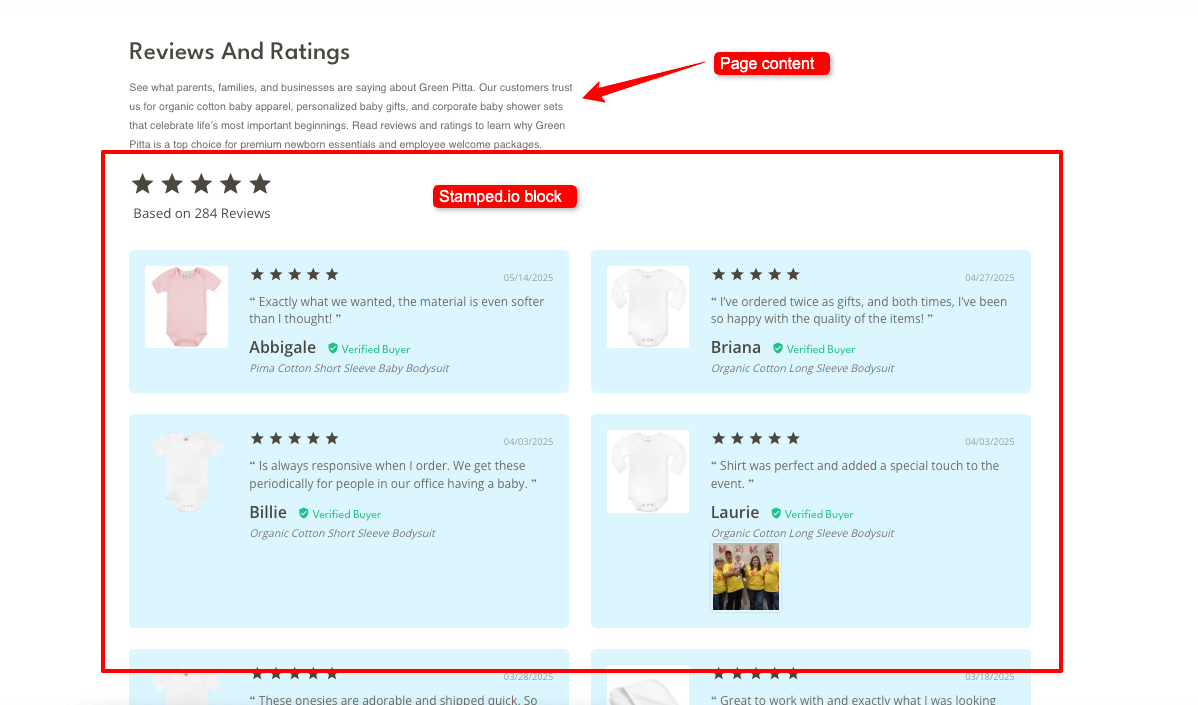 Reviews And Ratings
Page content
See what parents, families, and businesses are saying about Green Pitta. Our customers trust
us for organic cotton baby apparel, personalized baby gifts, and corporate baby shower sets
that celebrate life's most important beginnings. Read reviews and ratings to learn why Green
Pitta is a top choice for premium newborn essentials and employee welcome packages.
Stamped.io block
Based on 284 Reviews
05/14/2025
“ Exactly what we wanted, the material is even softer
than I thought! ”
Abbigale Verified Buyer
Pima Cotton Short Sleeve Baby Bodysuit
04/27/2025
“ I've ordered twice as gifts, and both times, I've been
so happy with the quality of the items! ”
Briana Verified Buyer
Organic Cotton Long Sleeve Bodysuit
04/03/2025
“ Is always responsive when I order. We get these
periodically for people in our office having a baby. ”
Billie Verified Buyer
Organic Cotton Short Sleeve Bodysuit
04/03/2025
“ Shirt was perfect and added a special touch to the
event. ”
Laurie Verified Buyer
Organic Cotton Long Sleeve Bodysuit
03/28/2025
“ These onesies are adorable and shipped quick. So
03/18/2025
“ Great to work with and exactly what I was looking